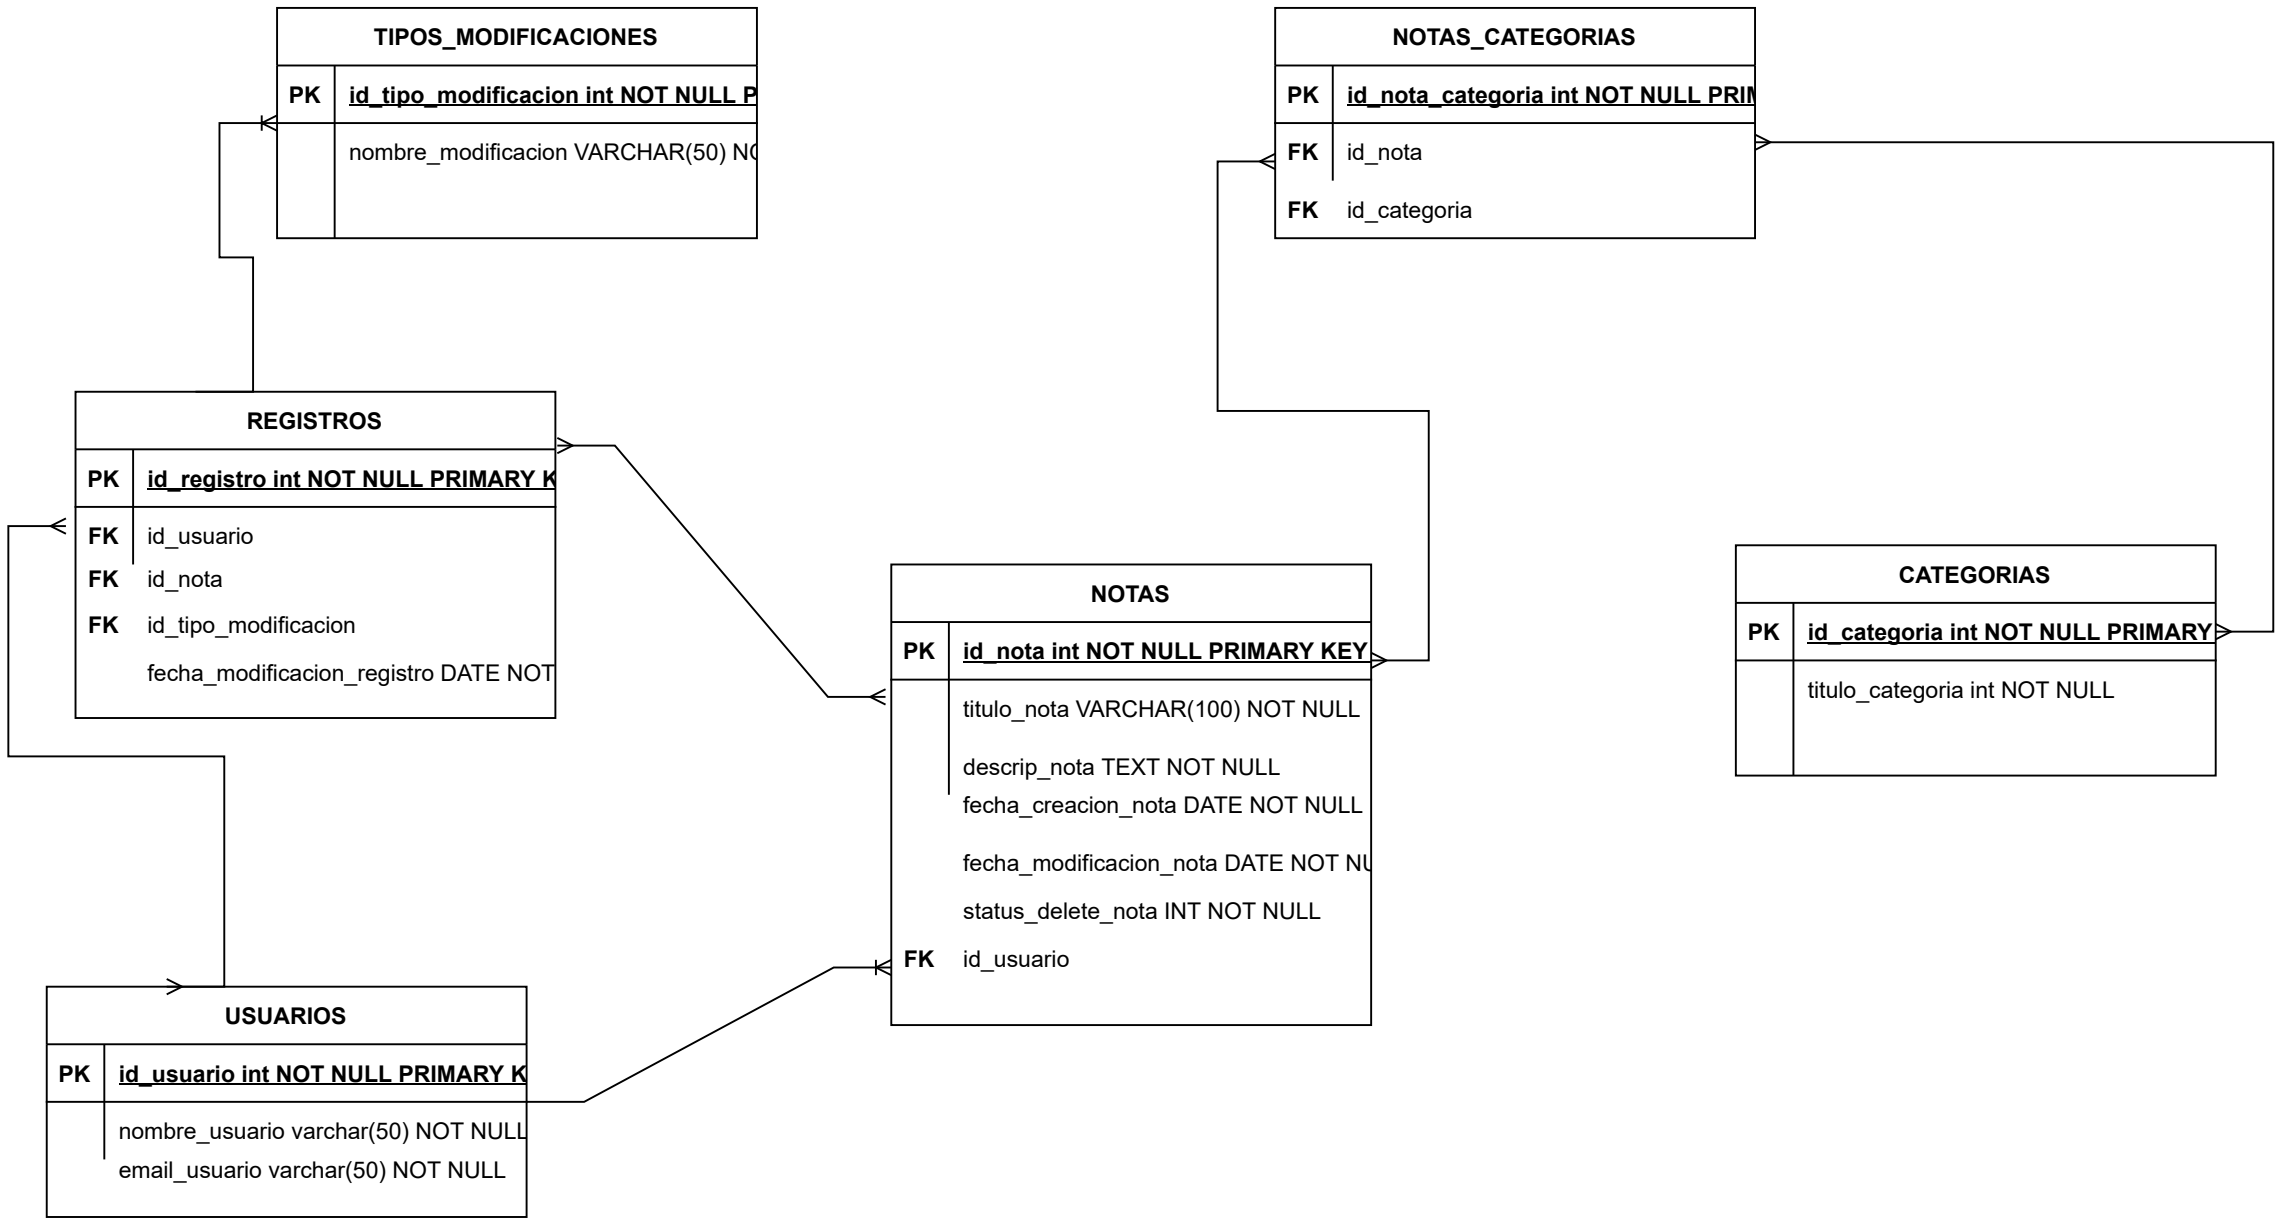 TIPOS_MODIFICACIONES
PK id_tipo_modificacion int NOT NULL P
nombre_modificacion VARCHAR(50)
NOTAS_CATEGORIAS
PK id_nota_categoria int NOT NULL PRIM
FK id_nota
FK id_categoria
REGISTROS
PK id_registro int NOT NULL PRIMARY K
FK id_usuario
FK id_nota
FK id_tipo_modificacion
fecha_modificacion_registro DATE NOT
NOTAS
PK id_nota int NOT NULL PRIMARY KEY
titulo_nota VARCHAR(100) NOT NULL
descrip_nota TEXT NOT NULL
fecha_creacion_nota DATE NOT NULL
fecha_modificacion_nota DATE NOT NU
status_delete_nota INT NOT NULL
FK id_usuario
CATEGORIAS
PK id_categoria int NOT NULL PRIMARY
titulo_categoria int NOT NULL
USUARIOS
PK id_usuario int NOT NULL PRIMARY K
nombre_usuario varchar(50) NOT NULL
email_usuario varchar(50) NOT NULL